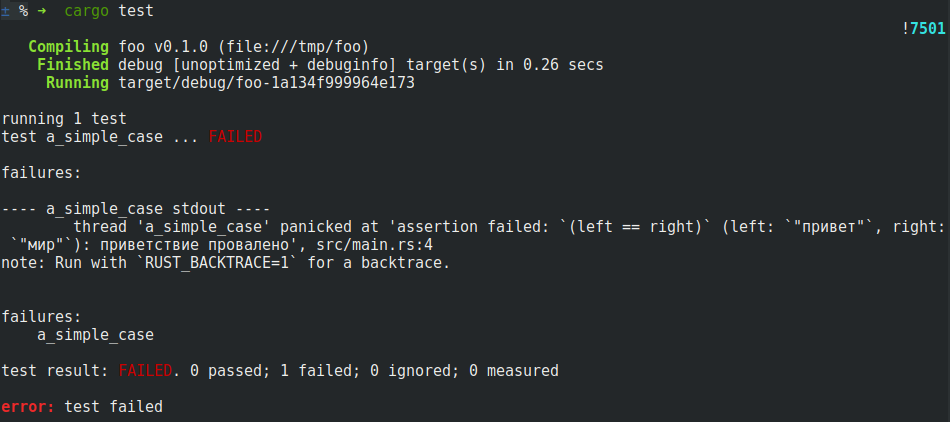 ± % ➜ cargo test
!7501
Compiling foo v0.1.0 (file:///tmp/foo)
Finished debug [unoptimized + debuginfo] target(s) in 0.26 secs
Running target/debug/foo-1a134f999964e173
running 1 test
test a_simple_case ... FAILED
failures:
---- a_simple_case stdout ----
thread 'a_simple_case' panicked at 'assertion failed: `(left == right)` (left: `"привет"`, right:
`"мир"`): приветствие провалено', src/main.rs:4
note: Run with `RUST_BACKTRACE=1` for a backtrace.
failures:
a_simple_case
test result: FAILED. 0 passed; 1 failed; 0 ignored; 0 measured
error: test failed